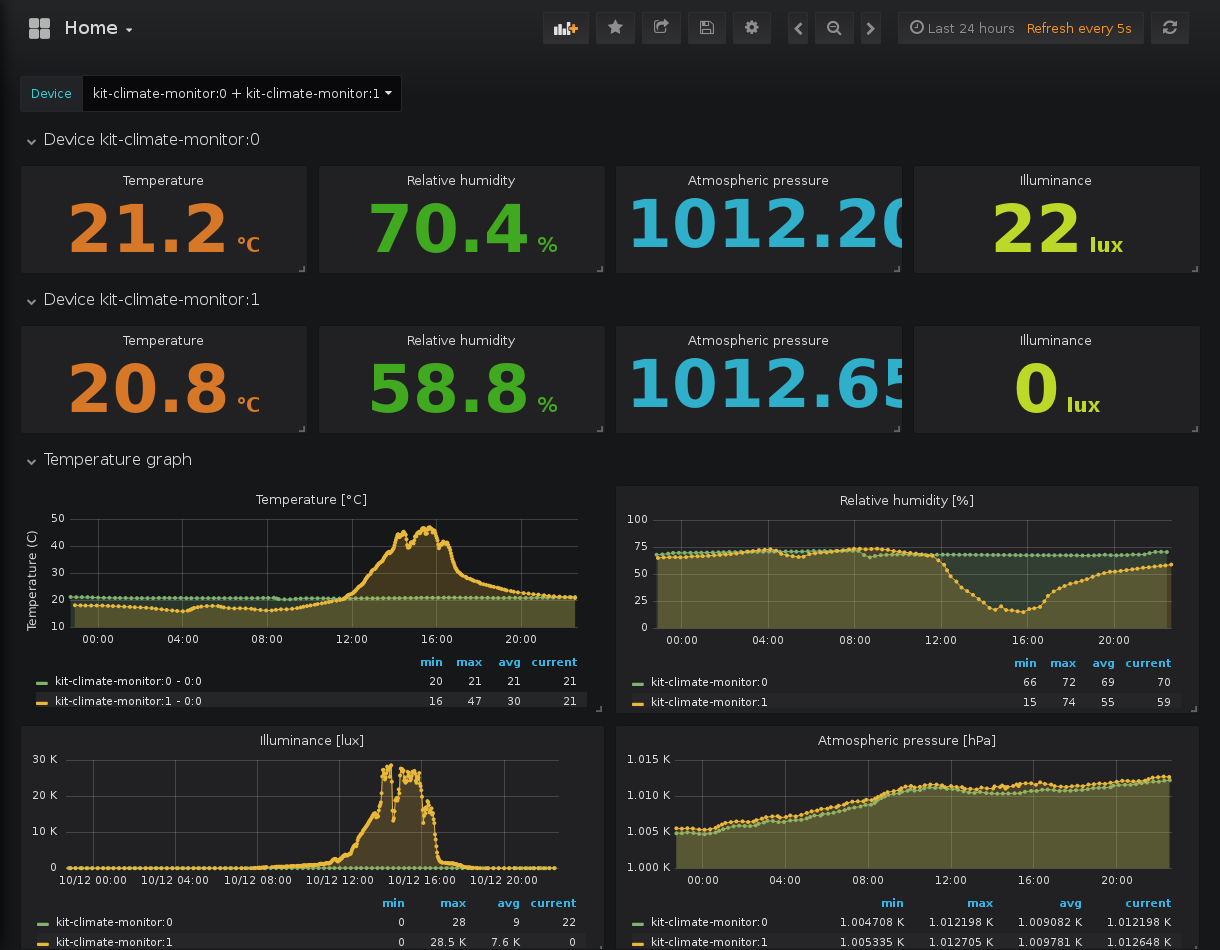 Home
Last 24 hours Refresh every 5s
Device kit-climate-monitor:0 + kit-climate-monitor:1
Device kit-climate-monitor:0
Temperature Relative humidity Atmospheric pressure Illuminance
21.2 °C 70.4 % 1012.20 22 lux
Device kit-climate-monitor:1
Temperature Relative humidity Atmospheric pressure Illuminance
20.8 °C 58.8 % 1012.65 0 lux
Temperature graph
Temperature [°C]
Temperature (C)
50
40
30
20
10
00:00 04:00 08:00 12:00 16:00 20:00
min max avg current
kit-climate-monitor:0 - 0:0 20 21 21 21
kit-climate-monitor:1 - 0:0 16 47 30 21
Relative humidity [%]
100
75
50
25
0
00:00 04:00 08:00 12:00 16:00 20:00
min max avg current
kit-climate-monitor:0 66 72 69 70
kit-climate-monitor:1 15 74 55 59
Illuminance [lux]
30 K
20 K
10 K
0
10/12 00:00 10/12 04:00 10/12 08:00 10/12 12:00 10/12 16:00 10/12 20:00
min max avg current
kit-climate-monitor:0 0 28 9 22
kit-climate-monitor:1 0 28.5 K 7.6 K 0
Atmospheric pressure [hPa]
1.015 K
1.010 K
1.005 K
1.000 K
00:00 04:00 08:00 12:00 16:00 20:00
min max avg current
kit-climate-monitor:0 1.004708 K 1.012198 K 1.009082 K 1.012198 K
kit-climate-monitor:1 1.005335 K 1.012705 K 1.009781 K 1.012648 K